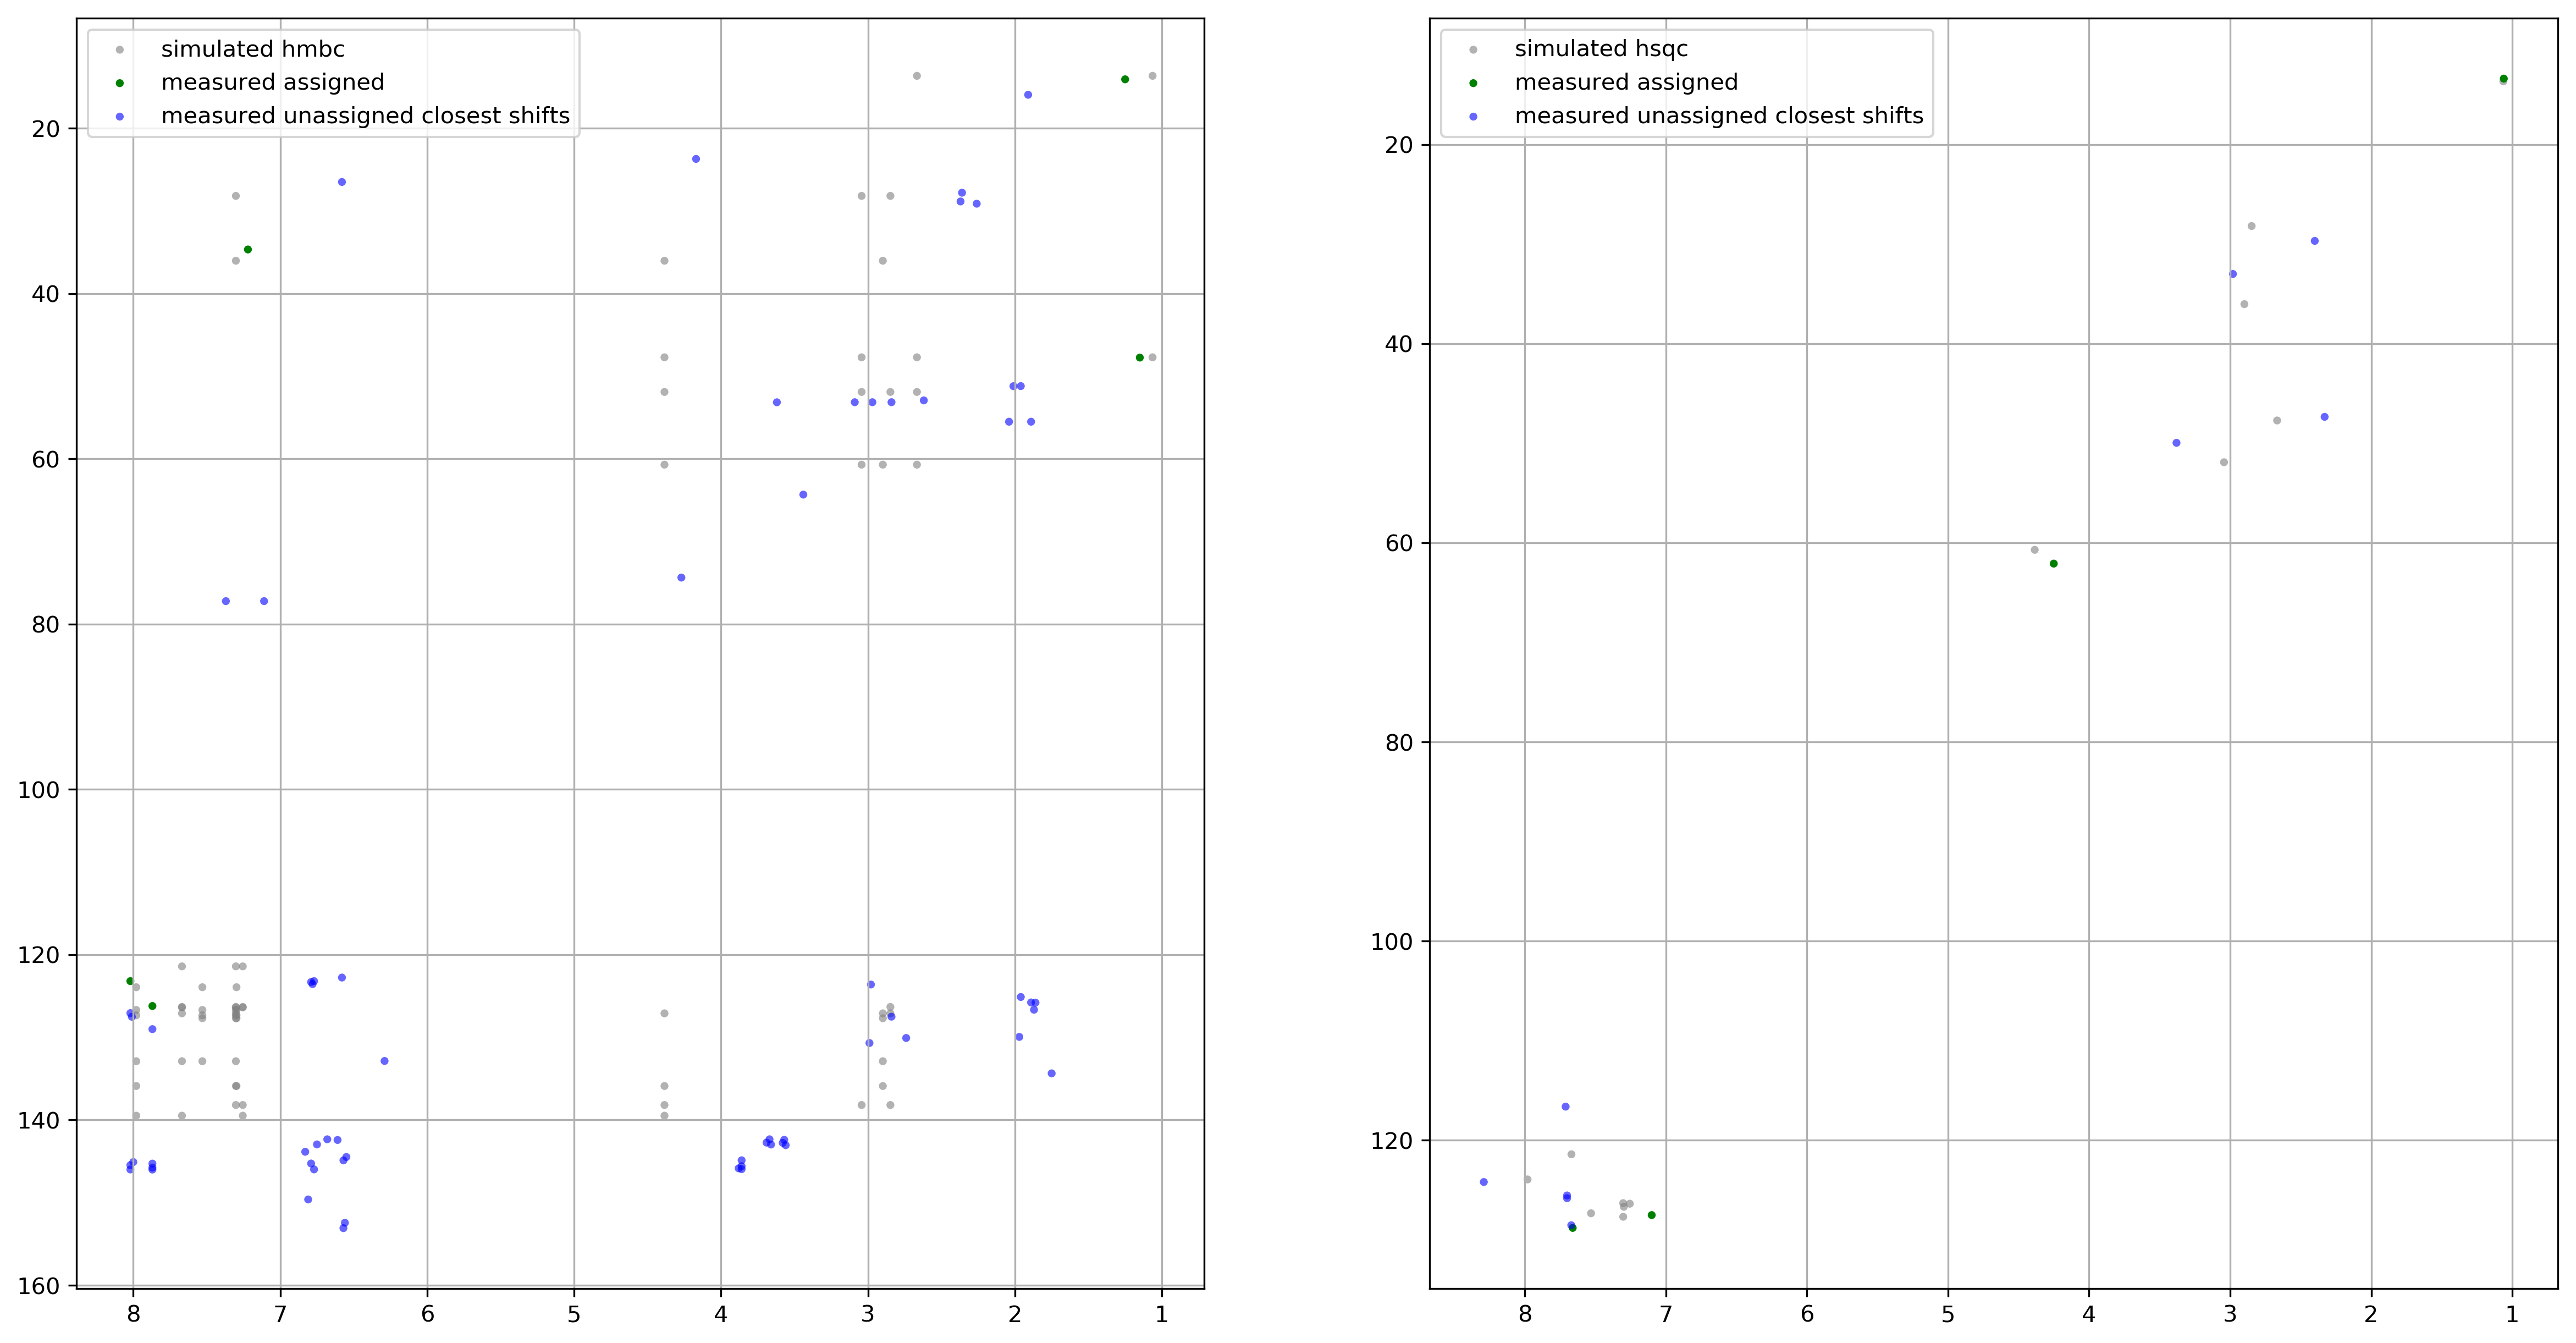 simulated hmbc
measured assigned
measured unassigned closest shifts
20
40
60
80
100
120
140
160
8 7 6 5 4 3 2 1
simulated hsqc
measured assigned
measured unassigned closest shifts
20
40
60
80
100
120
8 7 6 5 4 3 2 1